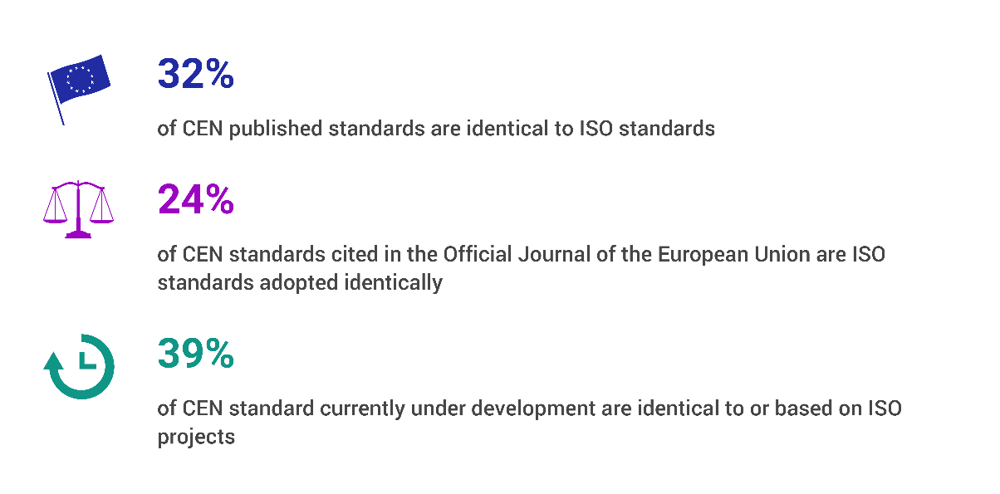 32%
of CEN published standards are identical to ISO standards
24%
of CEN standards cited in the Official Journal of the European Union are ISO
standards adopted identically
39%
of CEN standard currently under development are identical to or based on ISO
projects